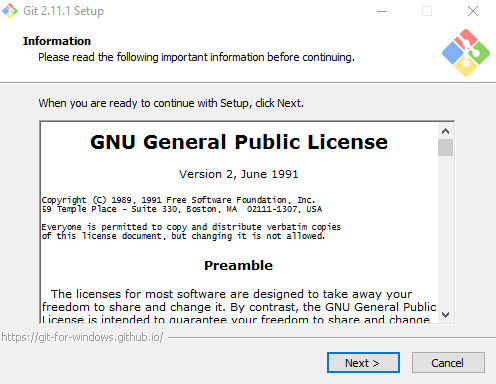 Git 2.11.1 Setup
Information
Please read the following important information before continuing.
When you are ready to continue with Setup, click Next.
GNU General Public License
Version 2, June 1991
Copyright (C) 1989, 1991 Free Software Foundation, Inc.
59 Temple Place - Suite 330, Boston, MA  02111-1307, USA
Everyone is permitted to copy and distribute verbatim copies
of this license document, but changing it is not allowed.
Preamble
The licenses for most software are designed to take away your
freedom to share and change it. By contrast, the GNU General Public
License is intended to guarantee your freedom to share and change
https://git-for-windows.github.io/
Next >
Cancel